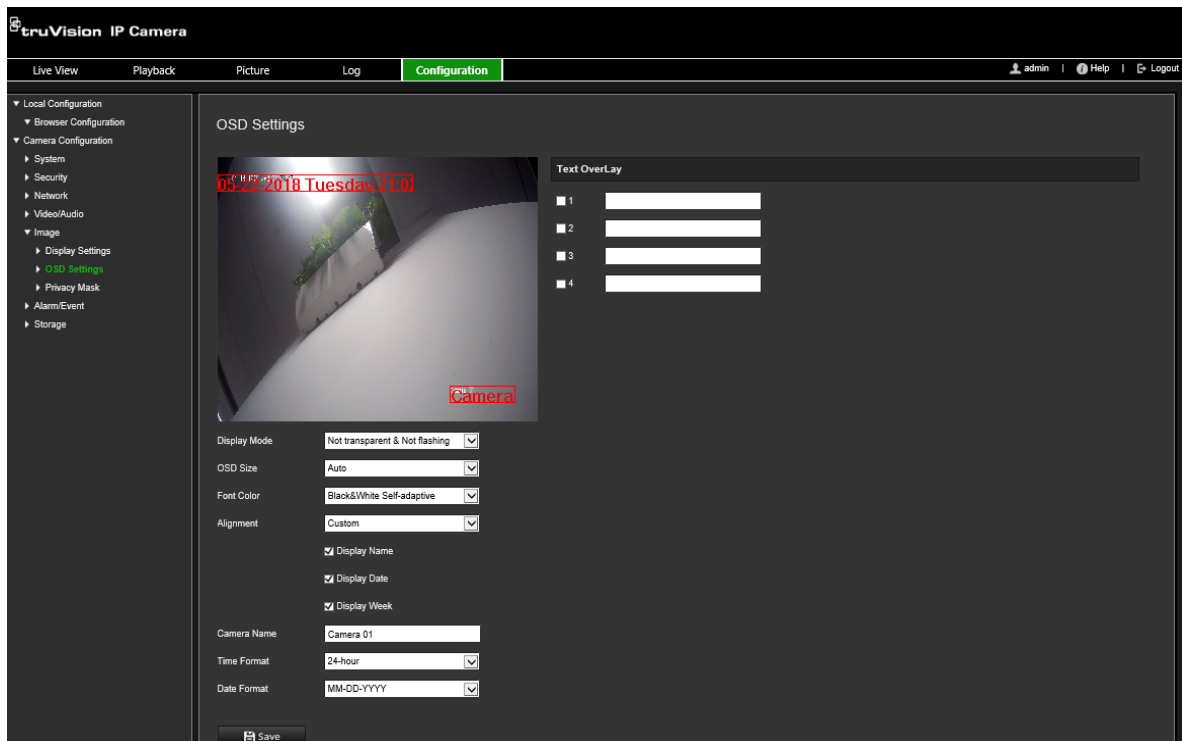 truVision IP Camera
Live View Playback Picture Log Configuration admin | Help | Logout
Local Configuration
Browser Configuration
Camera Configuration
System
Security
Network
Video/Audio
Image
Display Settings
OSD Settings
Privacy Mask
Alarm/Event
Storage
OSD Settings
05-22-2018 Tuesday 21:0
Camera
Text OverLay
1
2
3
4
Display Mode Not transparent & Not flashing
OSD Size Auto
Font Color Black&White Self-adaptive
Alignment Custom
Display Name
Display Date
Display Week
Camera Name Camera 01
Time Format 24-hour
Date Format MM-DD-YYYY
Save